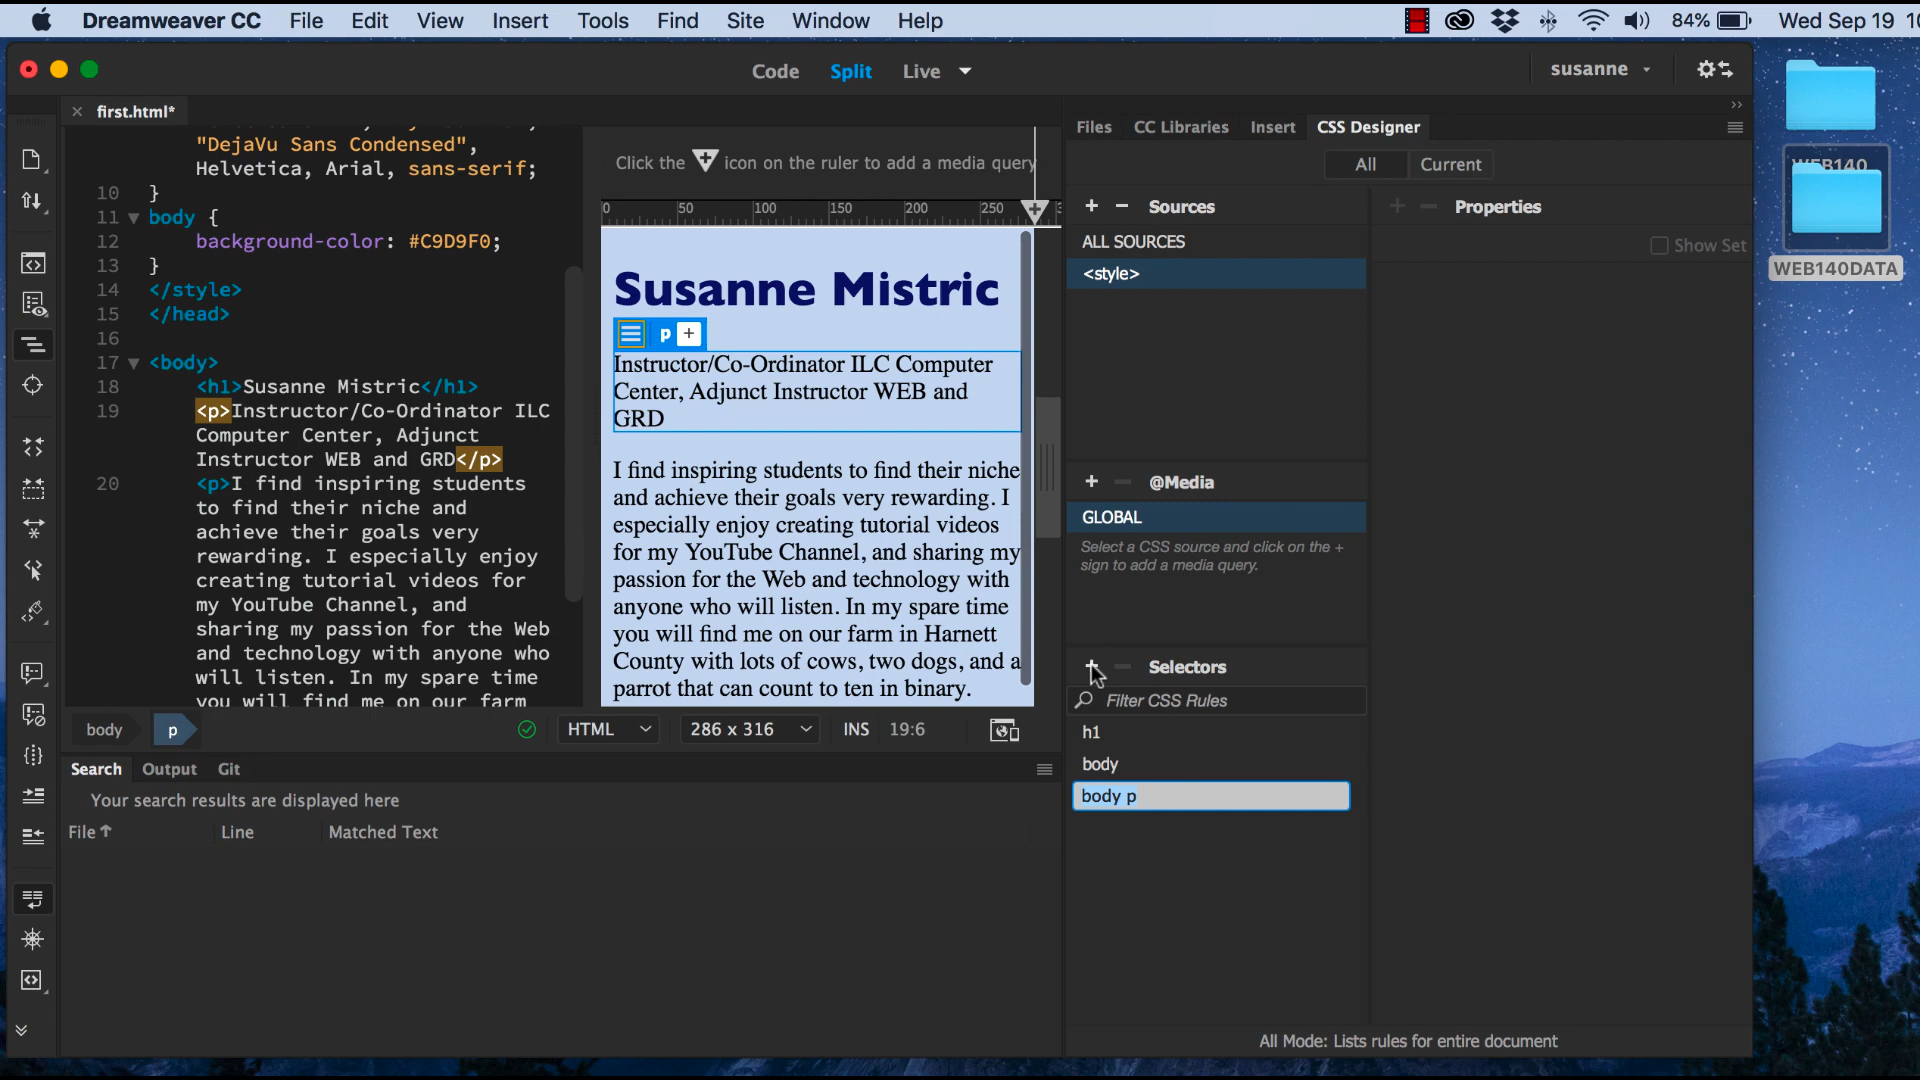 Dreamweaver CC File Edit View Insert Tools Find Site Window Help 84% Wed Sep 19
Code Split Live susanne
first.html*
"DejaVu Sans Condensed",
Helvetica, Arial, sans-serif;
10 }
11 body {
12 background-color: #C9D9F0;
13 }
14 </style>
15 </head>
16
17 <body>
18 <h1>Susanne Mistric</h1>
19 <p>Instructor/Co-Ordinator ILC
Computer Center, Adjunct
Instructor WEB and GRD</p>
20 <p>I find inspiring students
to find their niche and
achieve their goals very
rewarding. I especially enjoy
creating tutorial videos for
my YouTube Channel, and
sharing my passion for the Web
and technology with anyone who
will listen. In my spare time
you will find me on our farm
Click the icon on the ruler to add a media query
0 50 100 150 200 250
Susanne Mistric
p +
Instructor/Co-Ordinator ILC Computer
Center, Adjunct Instructor WEB and
GRD
I find inspiring students to find their niche
and achieve their goals very rewarding. I
especially enjoy creating tutorial videos
for my YouTube Channel, and sharing my
passion for the Web and technology with
anyone who will listen. In my spare time
you will find me on our farm in Harnett
County with lots of cows, two dogs, and a
parrot that can count to ten in binary.
body p HTML 286 x 316 INS 19:6
Search Output Git
Your search results are displayed here
File Line Matched Text
Files CC Libraries Insert CSS Designer
All Current
+ − Sources
ALL SOURCES
<style>
+ − @Media
GLOBAL
Select a CSS source and click on the +
sign to add a media query.
+ − Selectors
Filter CSS Rules
h1
body
body p
+ − Properties
Show Set
All Mode: Lists rules for entire document
WEB140
WEB140DATA